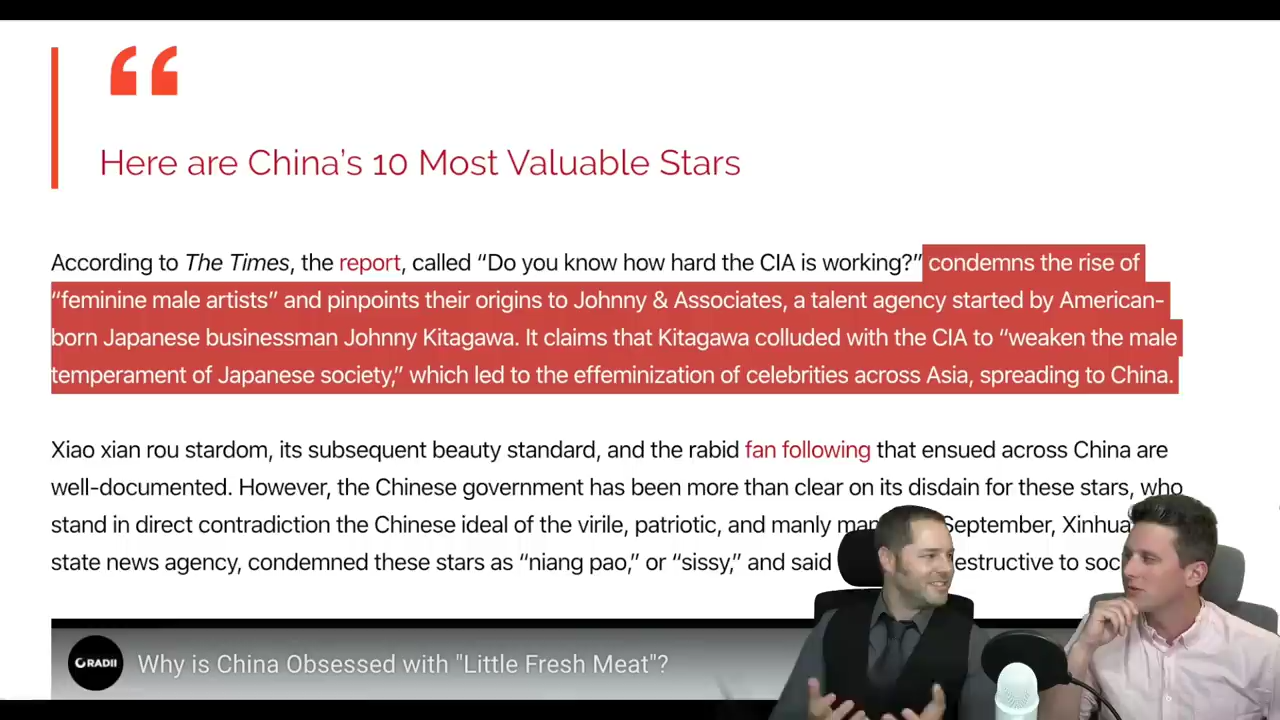 “
Here are China’s 10 Most Valuable Stars
According to The Times, the report, called “Do you know how hard the CIA is working?” condemns the rise of
“feminine male artists” and pinpoints their origins to Johnny & Associates, a talent agency started by American-
born Japanese businessman Johnny Kitagawa. It claims that Kitagawa colluded with the CIA to “weaken the male
temperament of Japanese society,” which led to the effeminization of celebrities across Asia, spreading to China.
Xiao xian rou stardom, its subsequent beauty standard, and the rabid fan following that ensued across China are
well-documented. However, the Chinese government has been more than clear on its disdain for these stars, who
stand in direct contradiction the Chinese ideal of the virile, patriotic, and manly September, Xinhua
state news agency, condemned these stars as “niang pao,” or “sissy,” and said
RADII Why is China Obsessed with "Little Fresh Meat"?